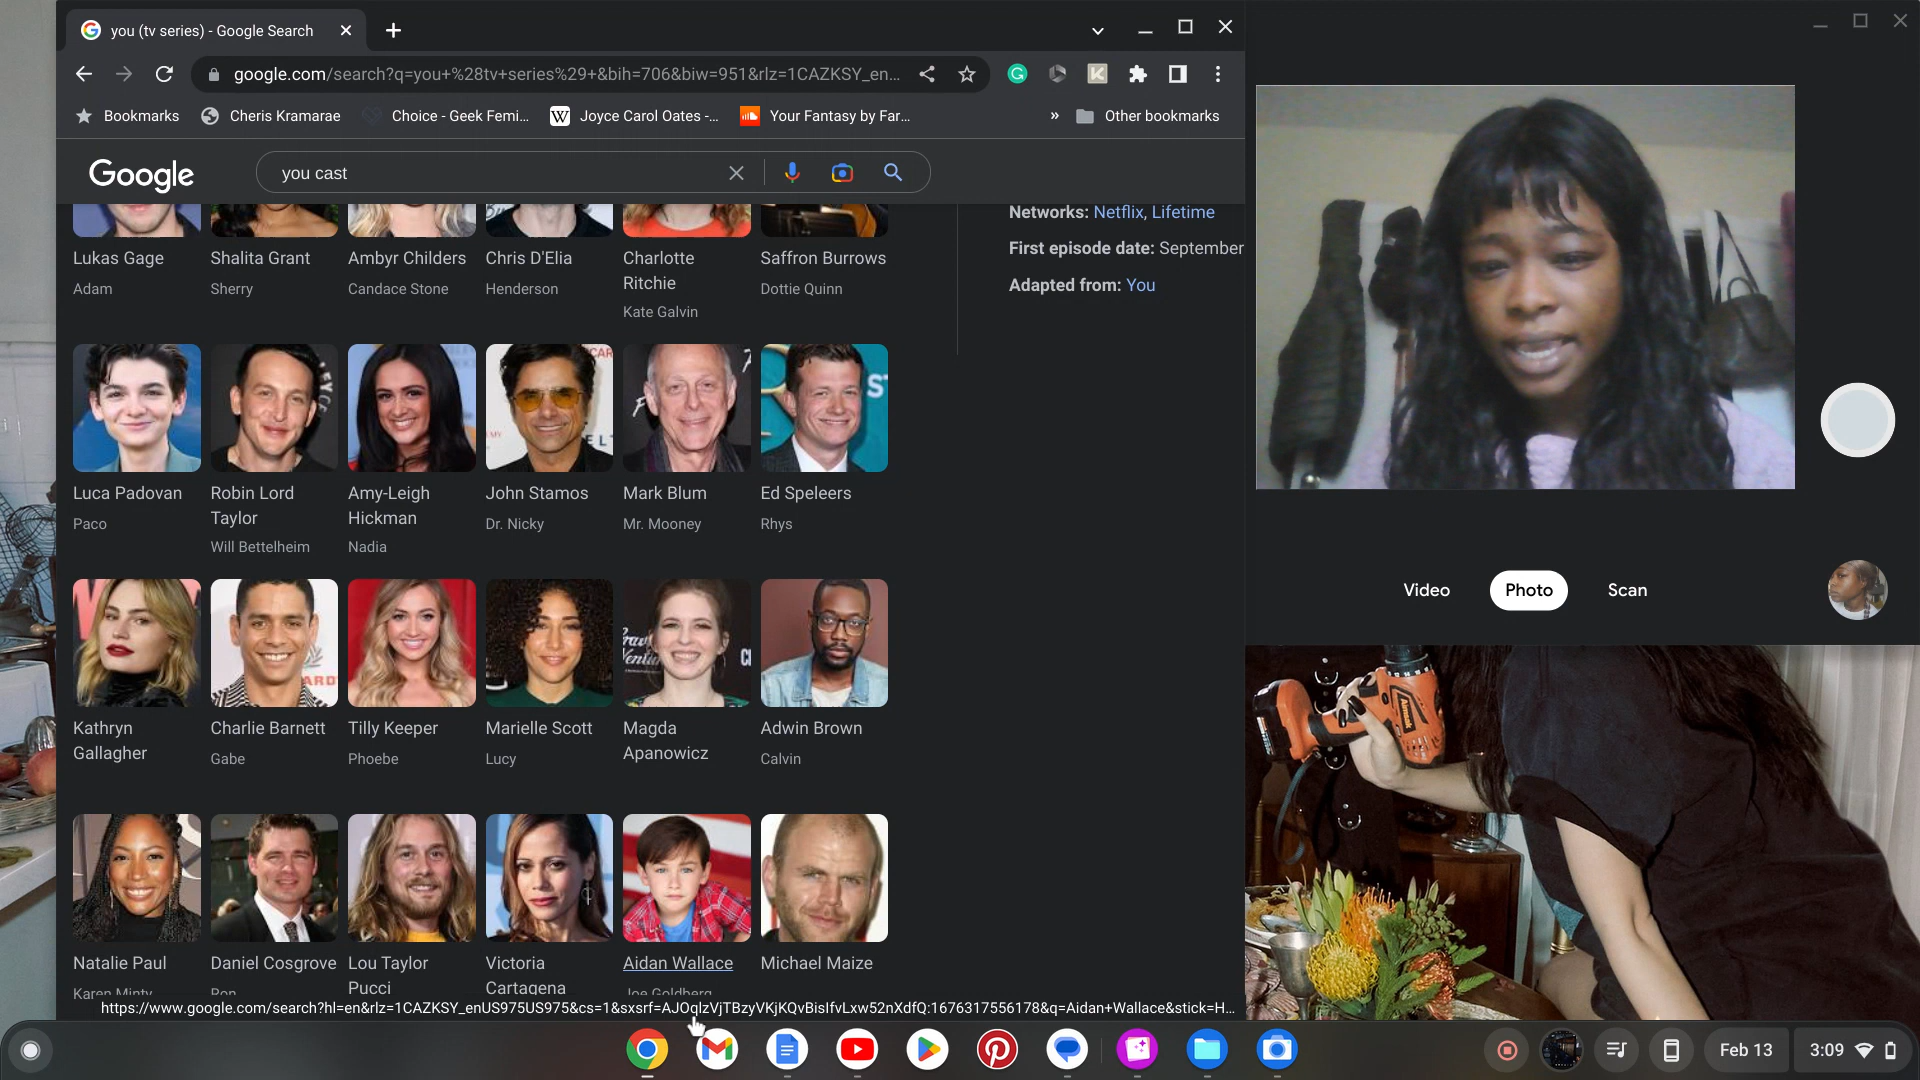 you (tv series) - Google Search
google.com/search?q=you+%28tv+series%29+&bih=706&biw=951&rlz=1CAZKSY_en...
Bookmarks
Cheris Kramarae
Choice - Geek Femi...
Joyce Carol Oates -...
Your Fantasy by Far...
»
Other bookmarks
Google
you cast
Networks: Netflix, Lifetime
First episode date: September
Adapted from: You
Lukas Gage
Adam
Shalita Grant
Sherry
Ambyr Childers
Candace Stone
Chris D'Elia
Henderson
Charlotte
Ritchie
Kate Galvin
Saffron Burrows
Dottie Quinn
Luca Padovan
Paco
Robin Lord
Taylor
Will Bettelheim
Amy-Leigh
Hickman
Nadia
John Stamos
Dr. Nicky
Mark Blum
Mr. Mooney
Ed Speleers
Rhys
Kathryn
Gallagher
Charlie Barnett
Gabe
Tilly Keeper
Phoebe
Marielle Scott
Lucy
Magda
Apanowicz
Adwin Brown
Calvin
Natalie Paul
Karen Minty
Daniel Cosgrove
Ron
Lou Taylor
Pucci
Victoria
Cartagena
Aidan Wallace
Joe Goldberg
Michael Maize
https://www.google.com/search?hl=en&rlz=1CAZKSY_enUS975US975&cs=1&sxsrf=AJOqlzVjTBzyVKjKQvBisIfvLxw52nXdfQ:1676317556178&q=Aidan+Wallace&stick=H...
Video
Photo
Scan
Feb 13
3:09